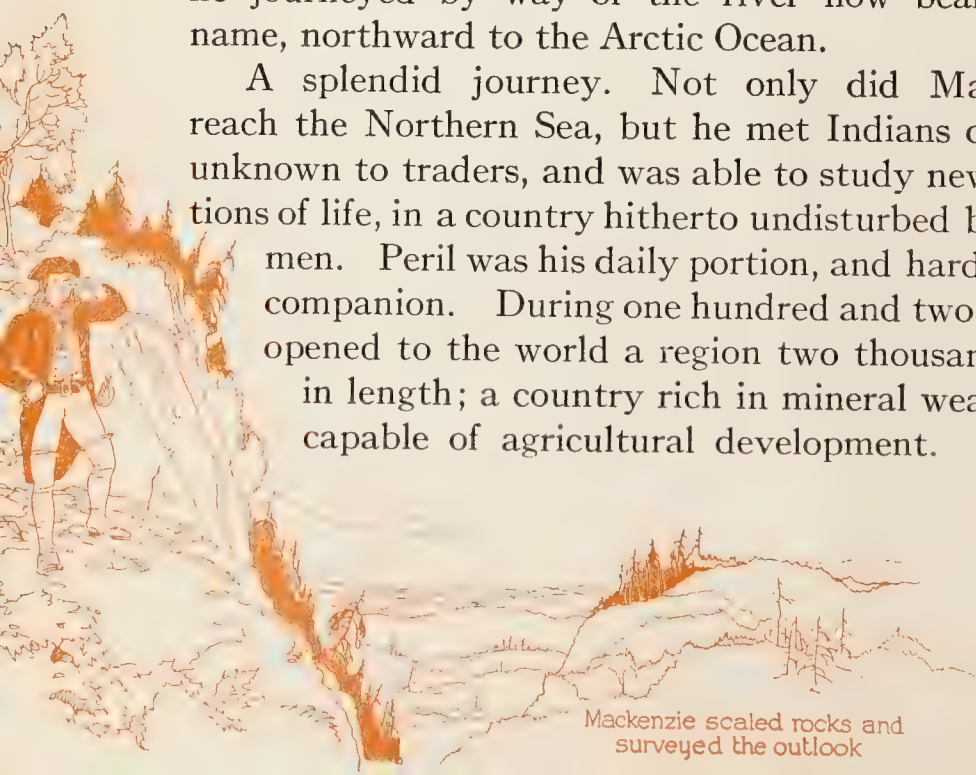 name, northward to the Arctic Ocean.
A splendid journey. Not only did
reach the Northern Sea, but he met Indians
unknown to traders, and was able to study
tions of life, in a country hitherto undisturbed
men. Peril was his daily portion, and
companion. During one hundred and two
opened to the world a region two
in length; a country rich in mineral
capable of agricultural development.
Mackenzie scaled rocks and
surveyed the outlook